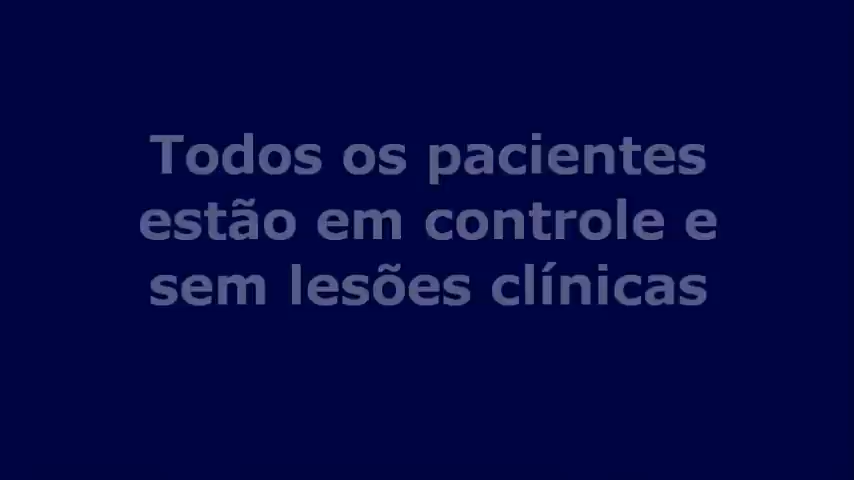 Todos os pacientes
estão em controle e
sem lesões clínicas